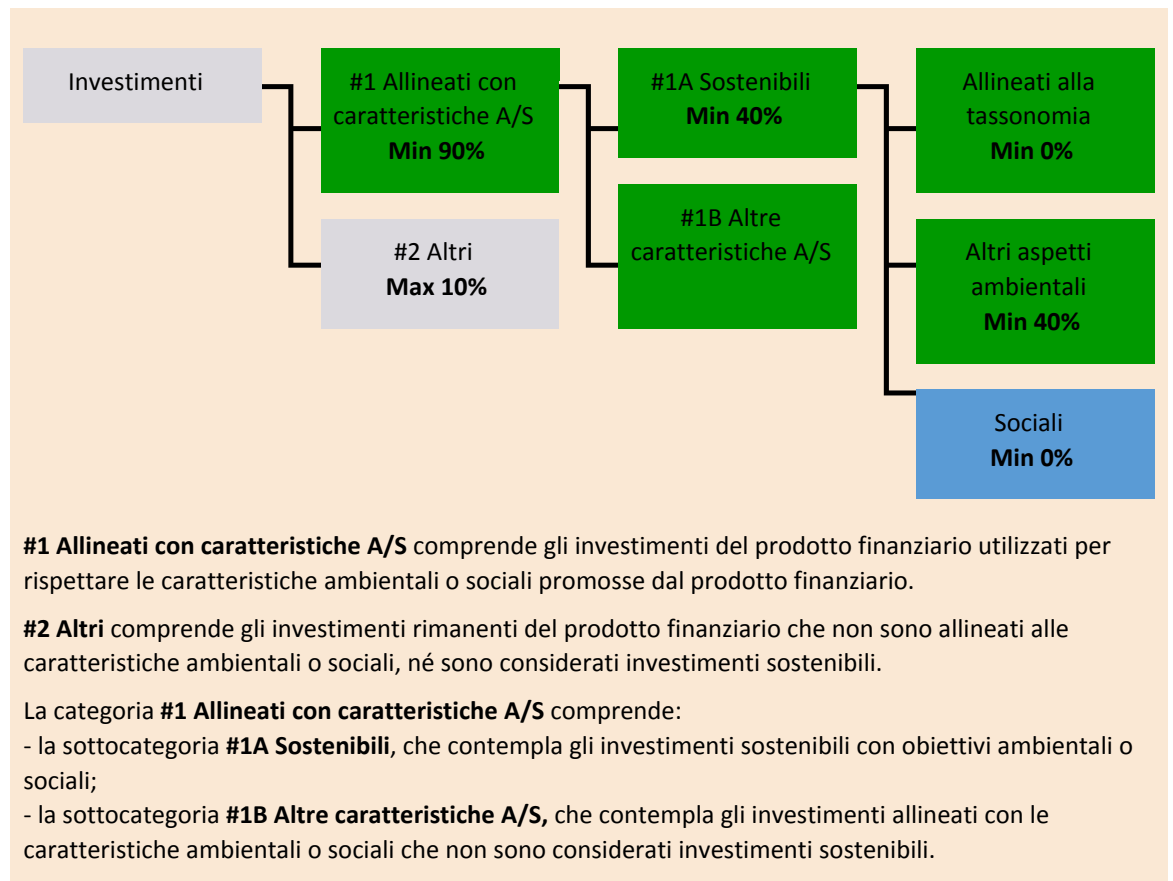 Investimenti
#1 Allineati con
caratteristiche A/S
Min 90%
#2 Altri
Max 10%
#1A Sostenibili
Min 40%
#1B Altre
caratteristiche A/S
Allineati alla
tassonomia
Min 0%
Altri aspetti
ambientali
Min 40%
Sociali
Min 0%
#1 Allineati con caratteristiche A/S comprende gli investimenti del prodotto finanziario utilizzati per
rispettare le caratteristiche ambientali o sociali promosse dal prodotto finanziario.
#2 Altri comprende gli investimenti rimanenti del prodotto finanziario che non sono allineati alle
caratteristiche ambientali o sociali, né sono considerati investimenti sostenibili.
La categoria #1 Allineati con caratteristiche A/S comprende:
- la sottocategoria #1A Sostenibili, che contempla gli investimenti sostenibili con obiettivi ambientali o
sociali;
- la sottocategoria #1B Altre caratteristiche A/S, che contempla gli investimenti allineati con le
caratteristiche ambientali o sociali che non sono considerati investimenti sostenibili.